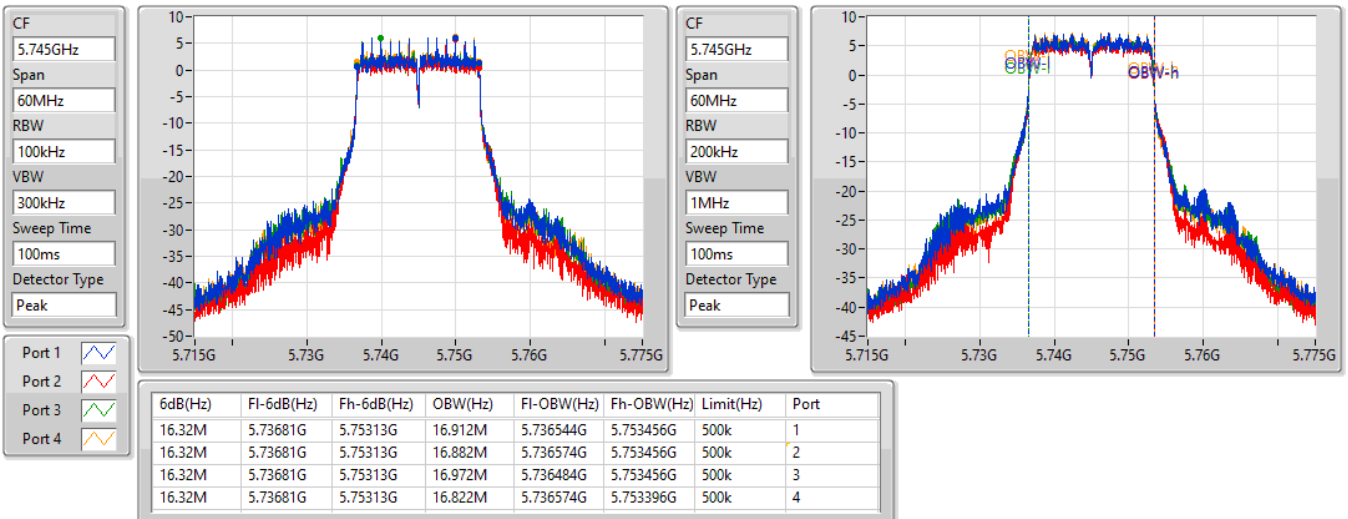 CF
5.745GHz
Span
60MHz
RBW
100kHz
VBW
300kHz
Sweep Time
100ms
Detector Type
Peak
10
5
0
-5
-10
-15
-20
-25
-30
-35
-40
-45
-50
5.715G 5.73G 5.74G 5.75G 5.76G 5.775G
CF
5.745GHz
Span
60MHz
RBW
200kHz
VBW
1MHz
Sweep Time
100ms
Detector Type
Peak
10
5
0
-5
-10
-15
-20
-25
-30
-35
-40
-45
OBW-l OBW-h
5.715G 5.73G 5.74G 5.75G 5.76G 5.775G
Port 1
Port 2
Port 3
Port 4
6dB(Hz) Fl-6dB(Hz) Fh-6dB(Hz) OBW(Hz) Fl-OBW(Hz) Fh-OBW(Hz) Limit(Hz) Port
16.32M 5.73681G 5.75313G 16.912M 5.736544G 5.753456G 500k 1
16.32M 5.73681G 5.75313G 16.882M 5.736574G 5.753456G 500k 2
16.32M 5.73681G 5.75313G 16.972M 5.736484G 5.753456G 500k 3
16.32M 5.73681G 5.75313G 16.822M 5.736574G 5.753396G 500k 4